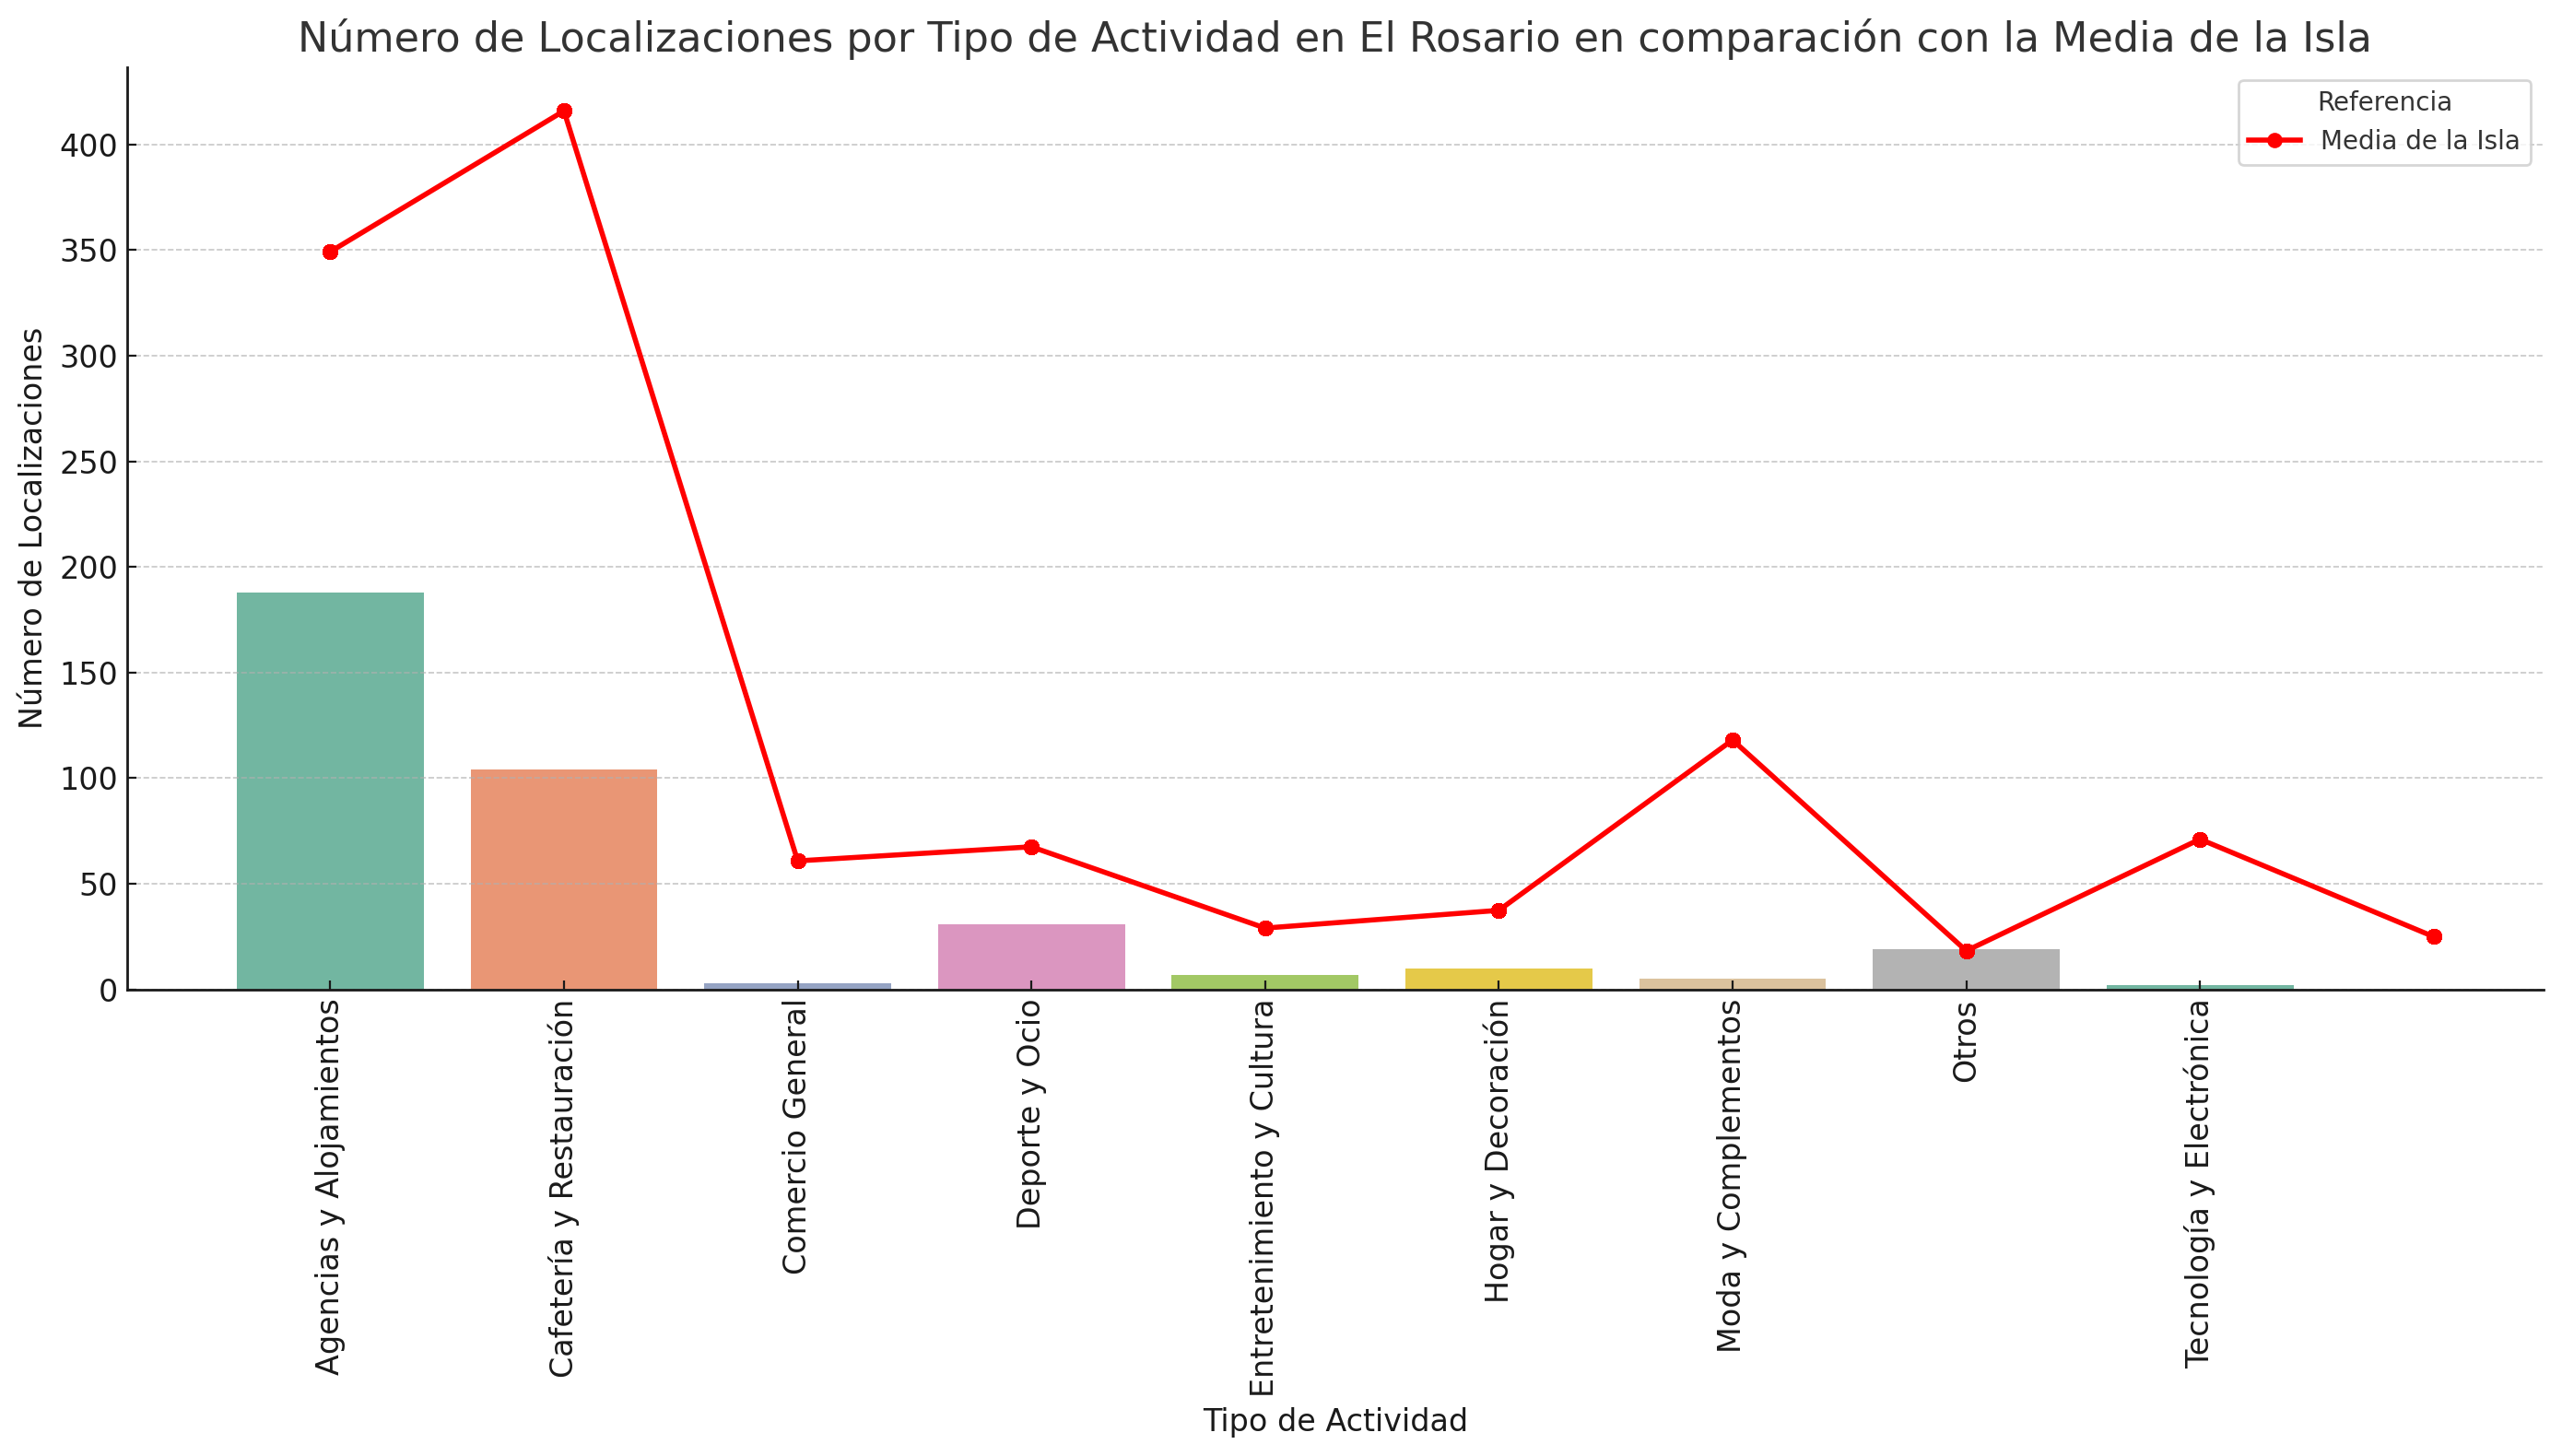 Número de Localizaciones por Tipo de Actividad en El Rosario en comparación con la Media de la Isla
Referencia
Media de la Isla
Número de Localizaciones
400
350
300
250
200
150
100
50
0
Agencias y Alojamientos
Cafetería y Restauración
Comercio General
Deporte y Ocio
Entretenimiento y Cultura
Hogar y Decoración
Moda y Complementos
Otros
Tecnología y Electrónica
Tipo de Actividad